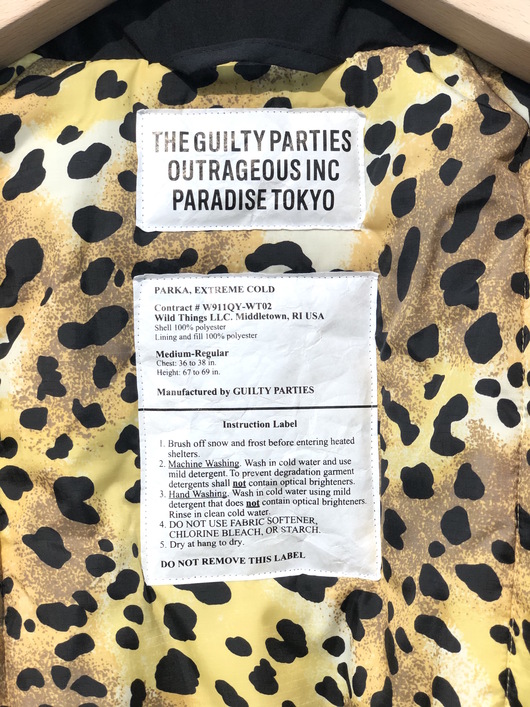 THE GUILTY PARTIES
OUTRAGEOUS INC
PARADISE TOKYO
PARKA, EXTREME COLD
Contract # W911QY-WT02
Wild Things LLC. Middletown, RI USA
Shell 100% polyester
Lining and fill 100% polyester
Medium-Regular
Chest: 36 to 38 in.
Height: 67 to 69 in.
Manufactured by GUILTY PARTIES
Instruction Label
1. Brush off snow and frost before entering heated
shelters.
2. Machine Washing. Wash in cold water and use
mild detergent. To prevent degradation garment
detergents shall not contain optical brighteners.
3. Hand Washing. Wash in cold water using mild
detergent that does not contain optical brighteners.
Rinse in clean cold water.
4. DO NOT USE FABRIC SOFTENER,
CHLORINE BLEACH, OR STARCH.
5. Dry at hang to dry.
DO NOT REMOVE THIS LABEL